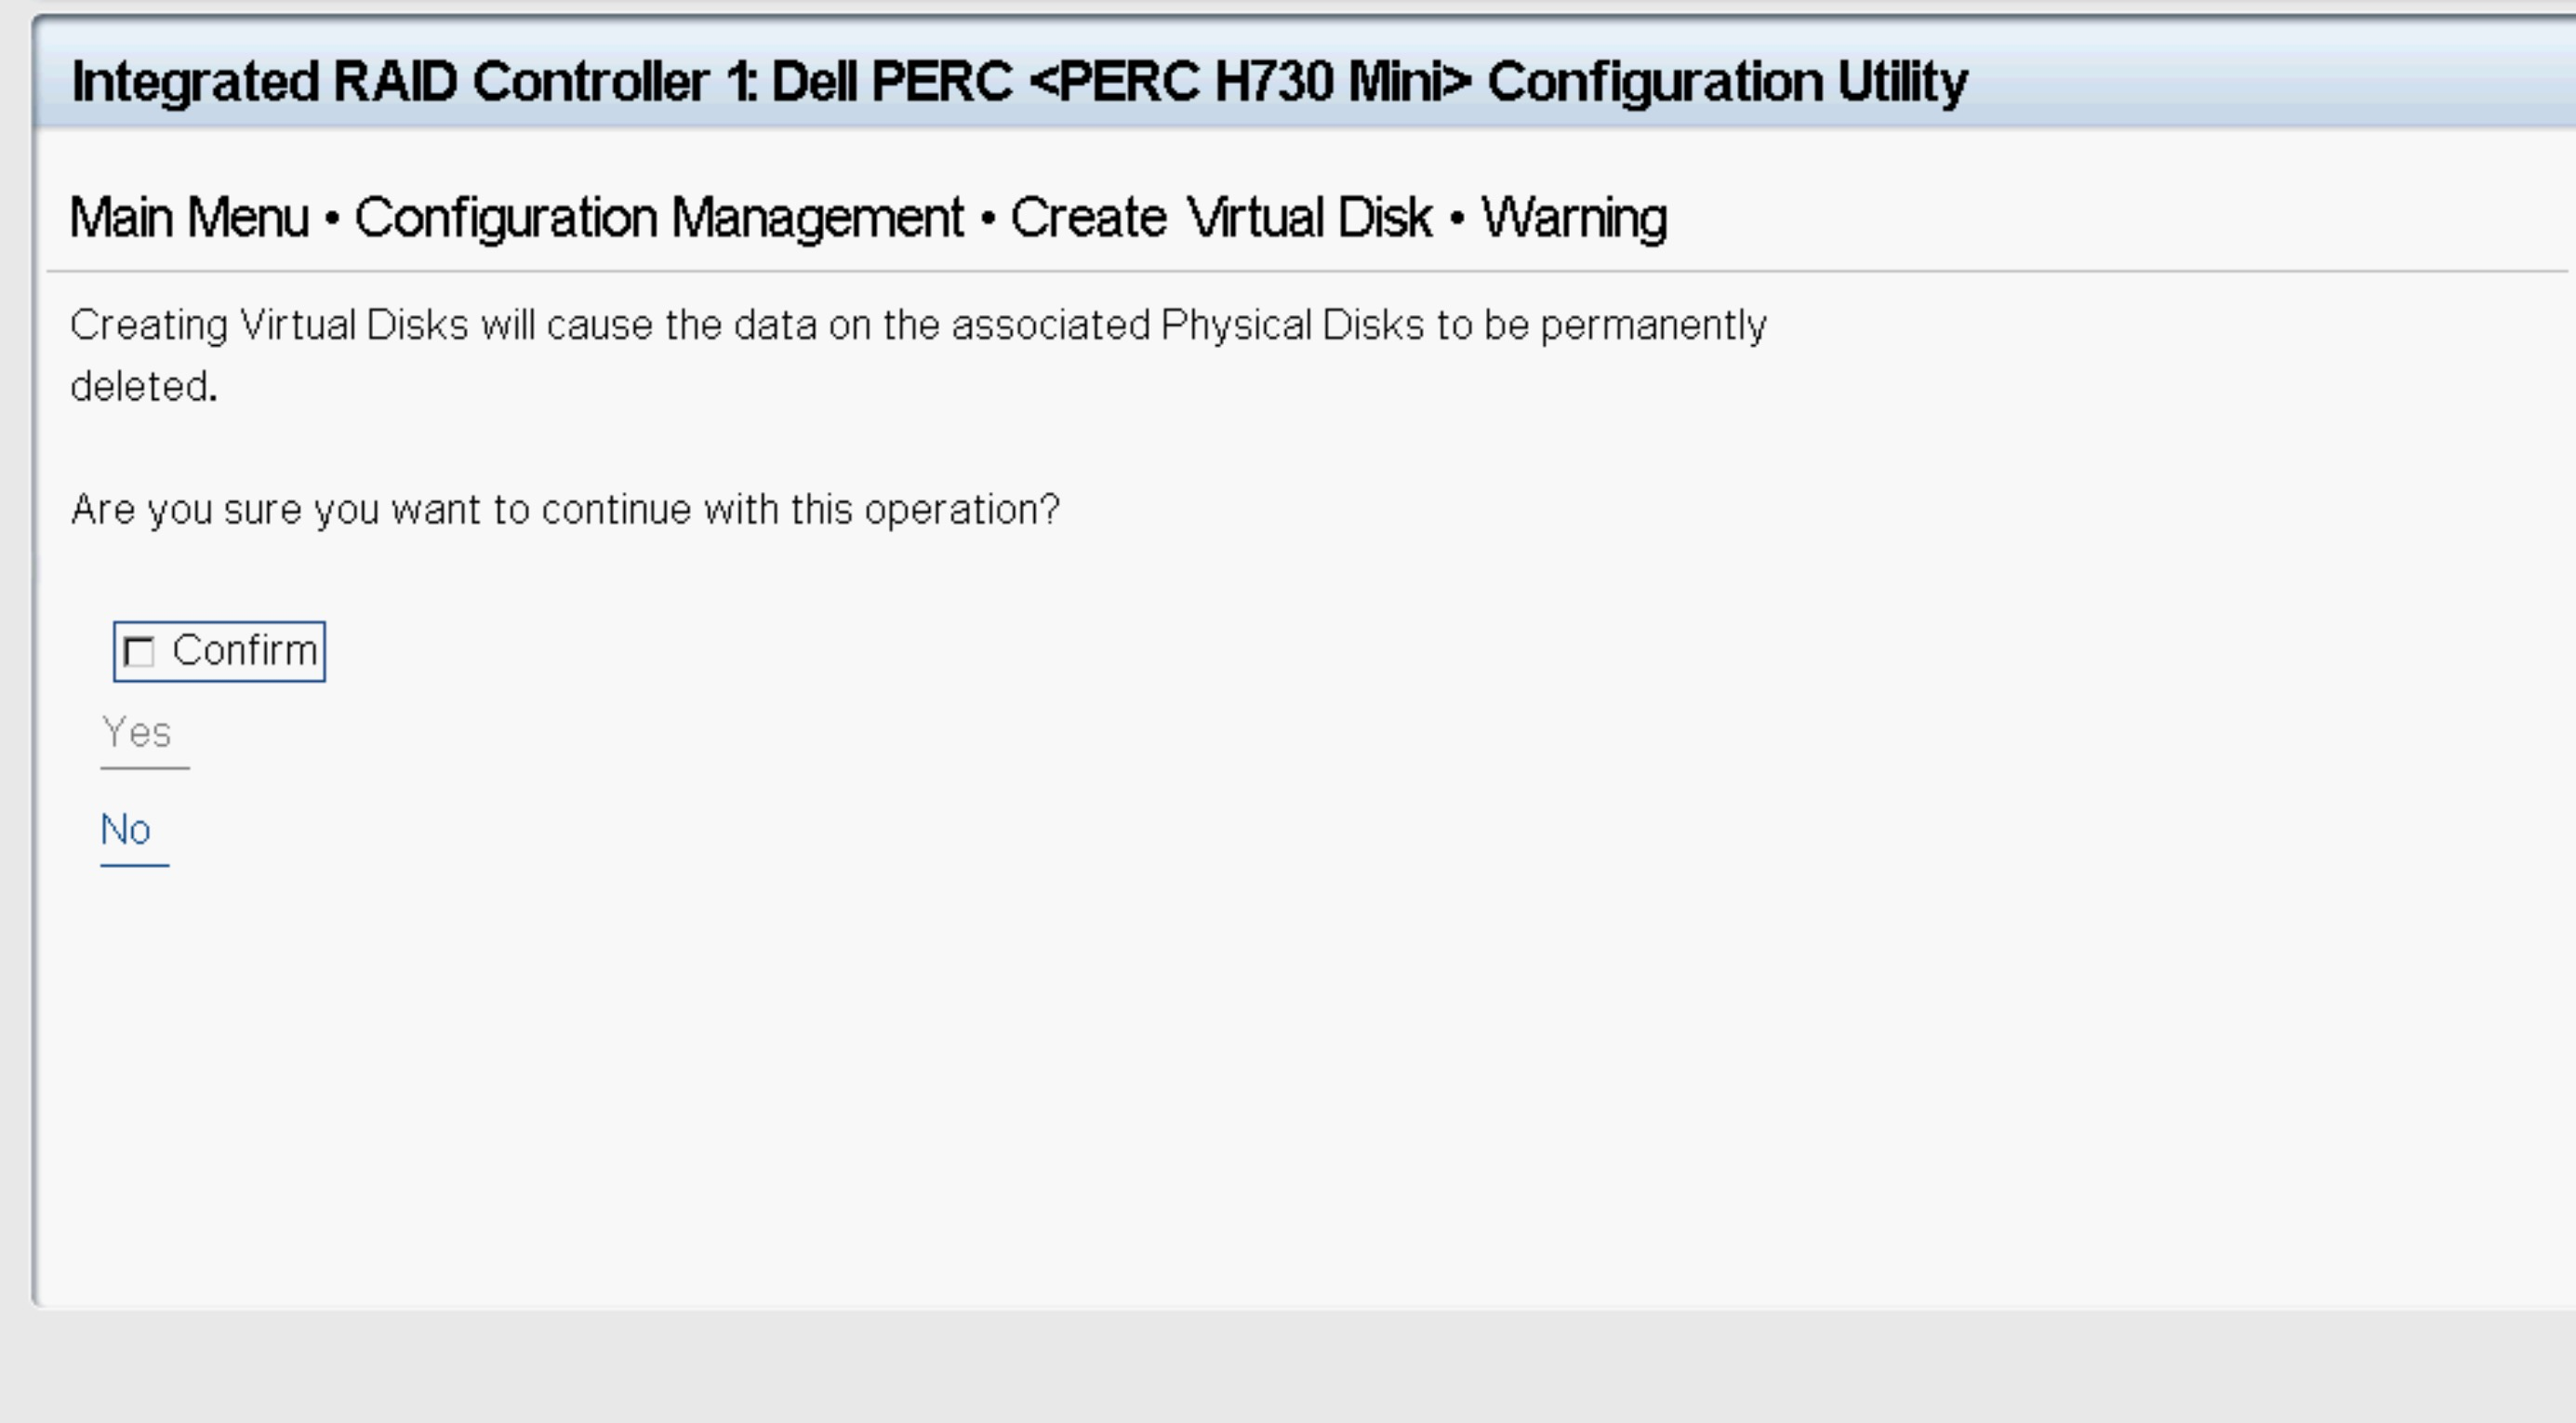 Integrated RAID Controller 1: Dell PERC <PERC H730 Mini> Configuration Utility
Main Menu • Configuration Management • Create Virtual Disk • Warning
Creating Virtual Disks will cause the data on the associated Physical Disks to be permanently
deleted.
Are you sure you want to continue with this operation?
Confirm
Yes
No